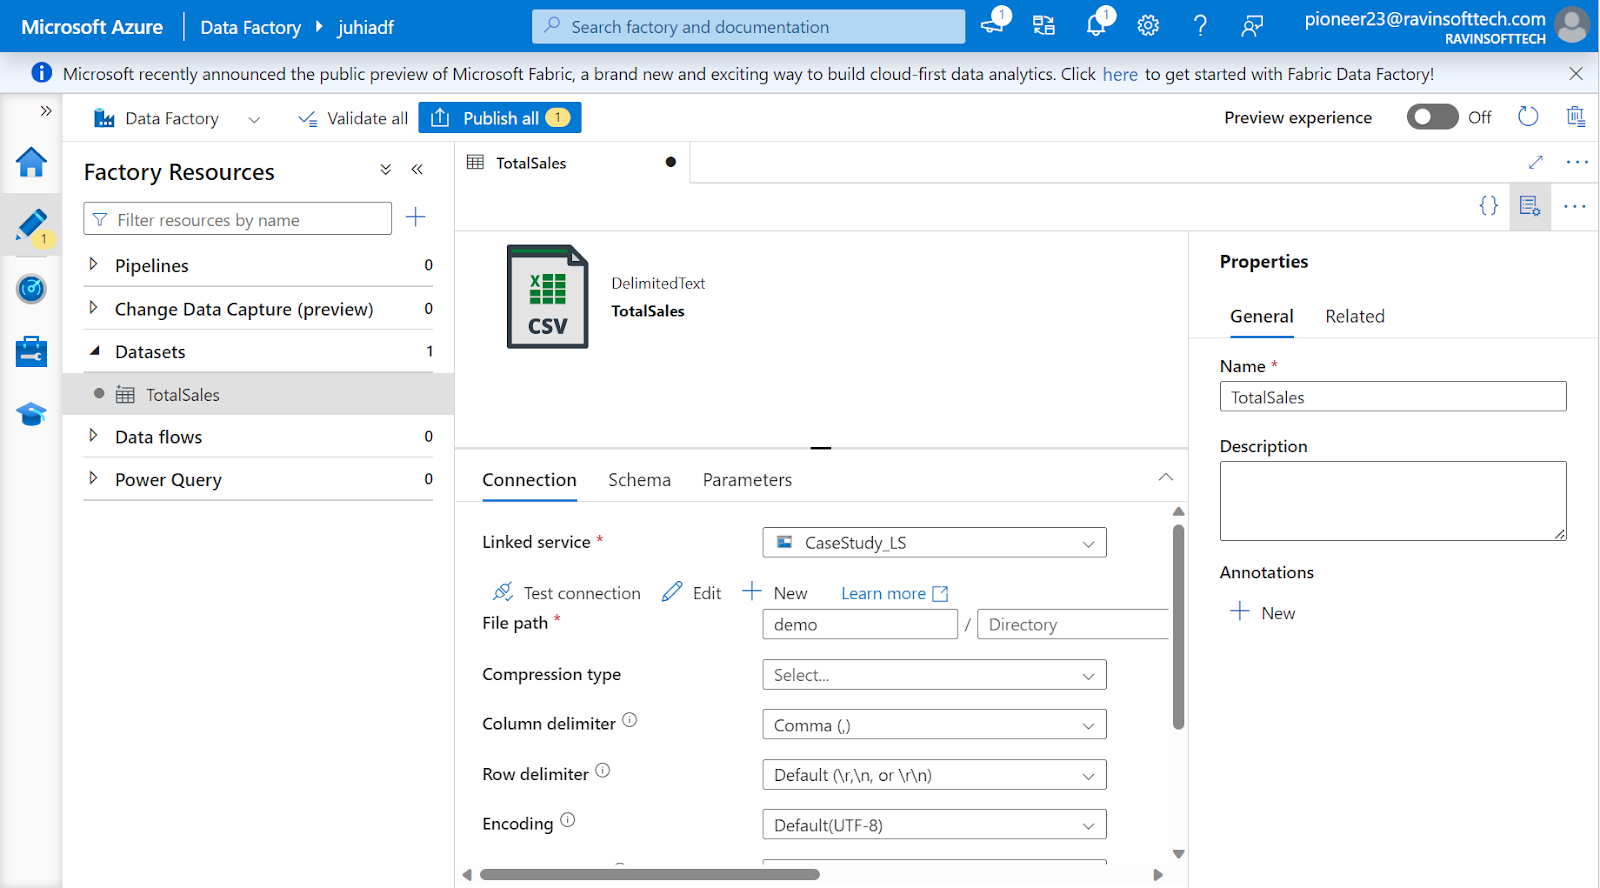 Microsoft Azure
Data Factory
juhiadf
Search factory and documentation
1
1
pioneer23@ravinsofttech.com
RAVINSOFTTECH
Microsoft recently announced the public preview of Microsoft Fabric, a brand new and exciting way to build cloud-first data analytics. Click here to get started with Fabric Data Factory!
Data Factory
Validate all
Publish all 1
Preview experience
Off
1
Factory Resources
Filter resources by name
Pipelines 0
Change Data Capture (preview) 0
Datasets 1
TotalSales
Data flows 0
Power Query 0
TotalSales
{}
X
CSV
DelimitedText
TotalSales
Connection
Schema
Parameters
Linked service *
CaseStudy_LS
Test connection
Edit
New
Learn more
File path *
demo
/
Directory
Compression type
Select...
Column delimiter
Comma (,)
Row delimiter
Default (\r,\n, or \r\n)
Encoding
Default(UTF-8)
Properties
General
Related
Name *
TotalSales
Description
Annotations
New